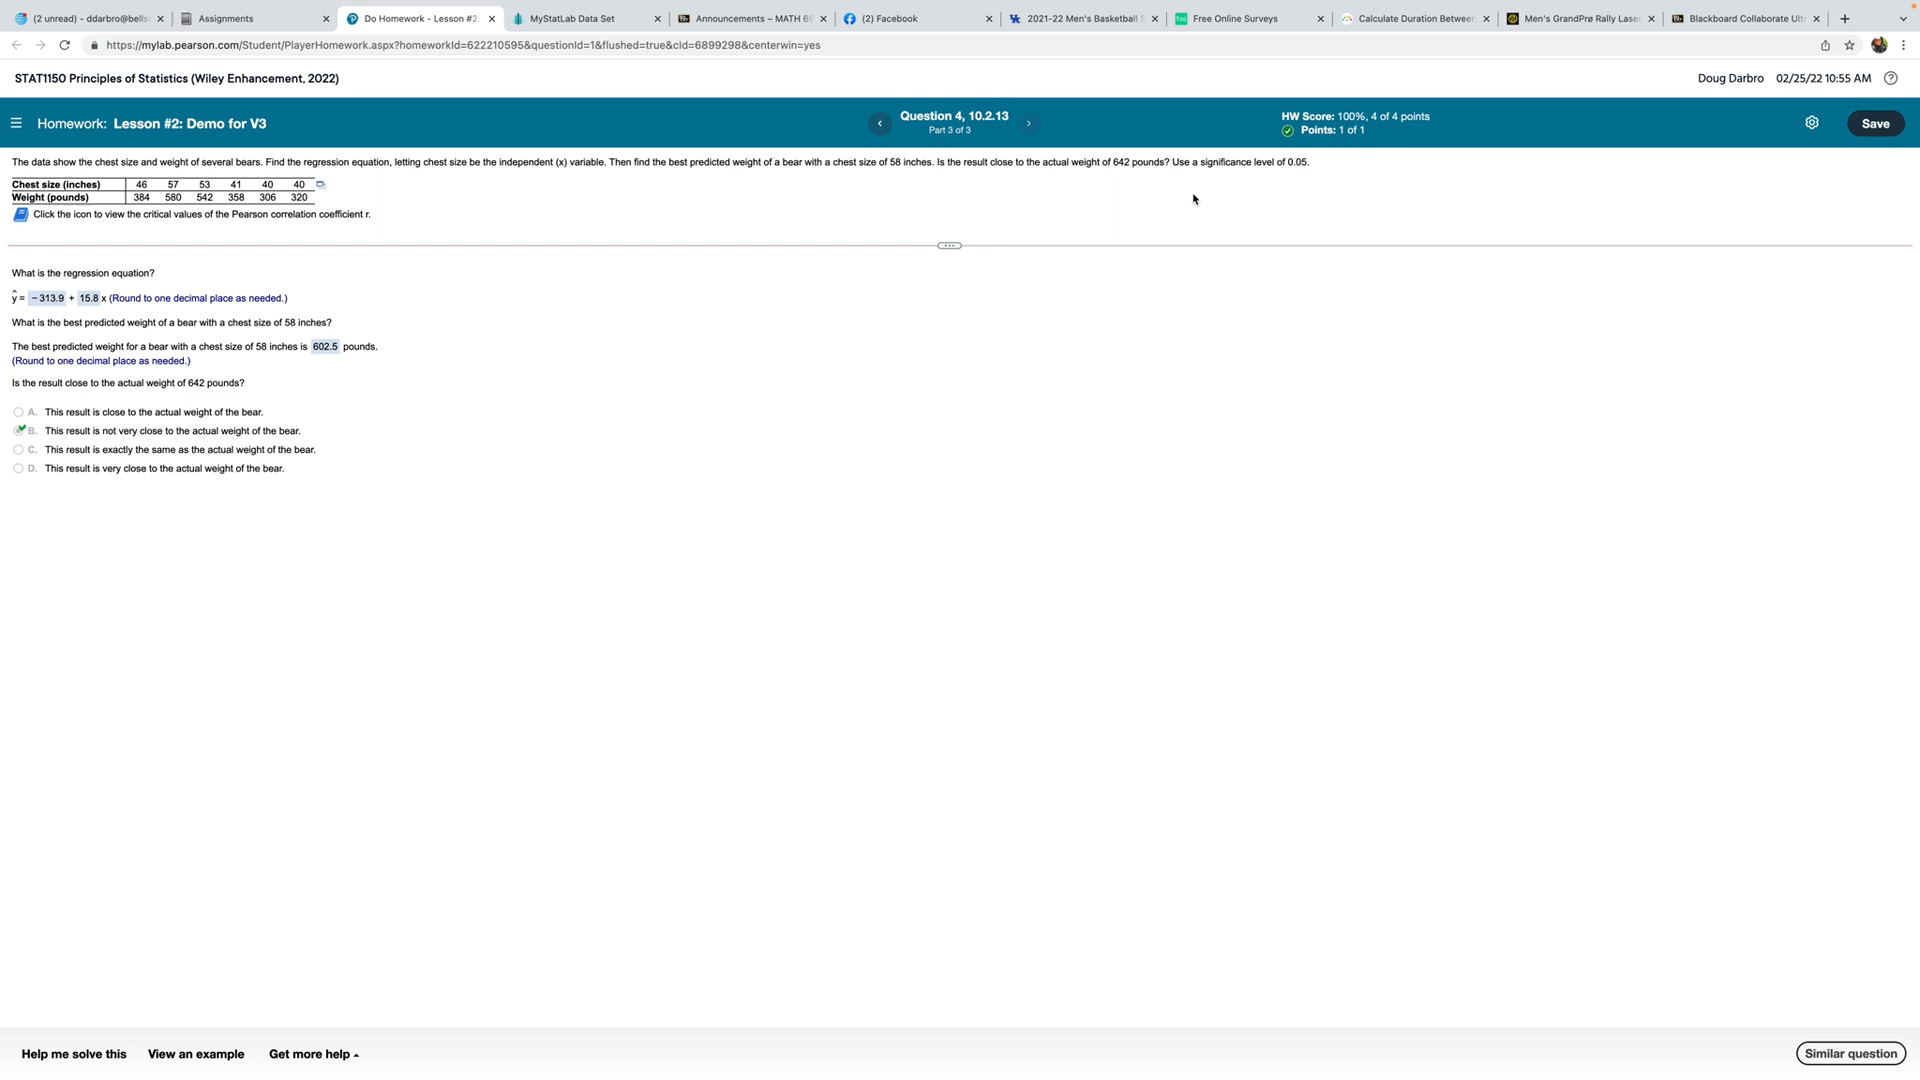 (2 unread) - ddarbro@bells
Assignments
Do Homework - Lesson #2:
MyStatLab Data Set
Announcements – MATH 6
(2) Facebook
2021-22 Men's Basketball S
Free Online Surveys
Calculate Duration Between
Men's GrandPrø Rally Laser
Blackboard Collaborate Ult
https://mylab.pearson.com/Student/PlayerHomework.aspx?homeworkId=622210595&questionId=1&flushed=true&cId=6899298&centerwin=yes
STAT1150 Principles of Statistics (Wiley Enhancement, 2022)
Doug Darbro 02/25/22 10:55 AM
Homework: Lesson #2: Demo for V3
Question 4, 10.2.13
Part 3 of 3
HW Score: 100%, 4 of 4 points
Points: 1 of 1
Save
The data show the chest size and weight of several bears. Find the regression equation, letting chest size be the independent (x) variable. Then find the best predicted weight of a bear with a chest size of 58 inches. Is the result close to the actual weight of 642 pounds? Use a significance level of 0.05.
Chest size (inches) 46 57 53 41 40 40
Weight (pounds) 384 580 542 358 306 320
Click the icon to view the critical values of the Pearson correlation coefficient r.
What is the regression equation?
ŷ = − 313.9 + 15.8 x (Round to one decimal place as needed.)
What is the best predicted weight of a bear with a chest size of 58 inches?
The best predicted weight for a bear with a chest size of 58 inches is 602.5 pounds.
(Round to one decimal place as needed.)
Is the result close to the actual weight of 642 pounds?
A. This result is close to the actual weight of the bear.
B. This result is not very close to the actual weight of the bear.
C. This result is exactly the same as the actual weight of the bear.
D. This result is very close to the actual weight of the bear.
Help me solve this
View an example
Get more help
Similar question